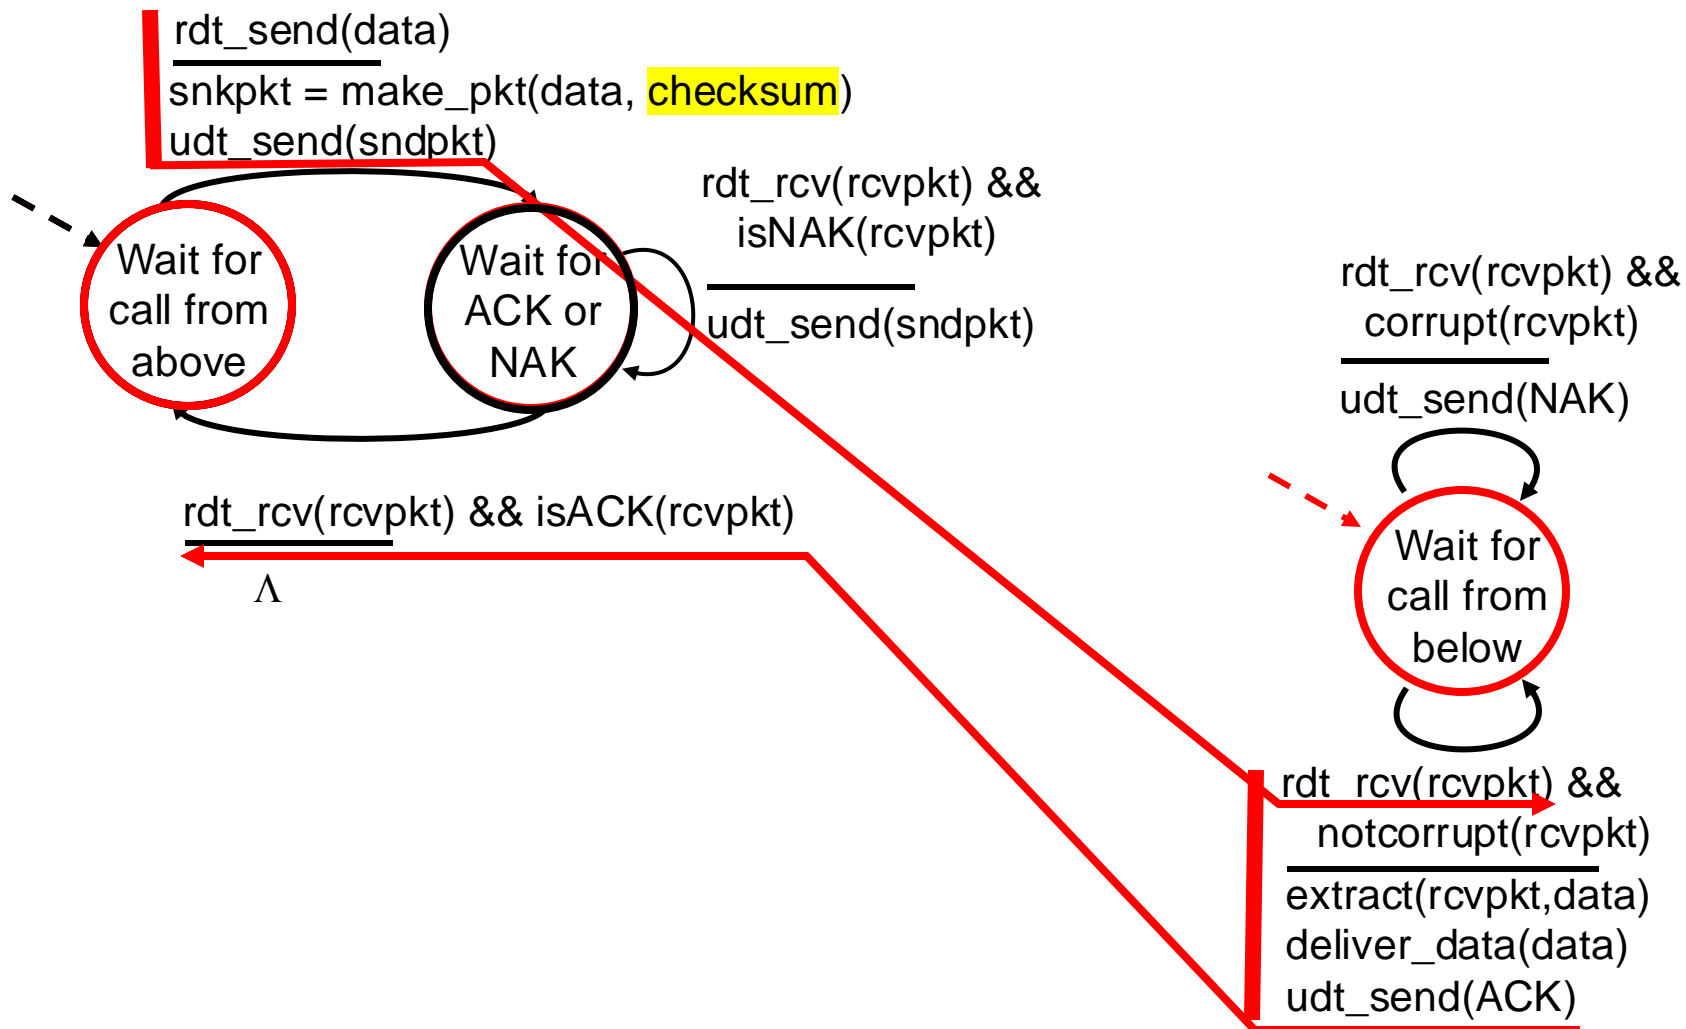 rdt_send(data)
snkpkt = make_pkt(data, checksum)
udt_send(sndpkt)
rdt_rcv(rcvpkt) &&
isNAK(rcvpkt)
udt_send(sndpkt)
Wait for
call from
above
Wait for
ACK or
NAK
rdt_rcv(rcvpkt) && isACK(rcvpkt)
Λ
rdt_rcv(rcvpkt) &&
corrupt(rcvpkt)
udt_send(NAK)
Wait for
call from
below
rdt_rcv(rcvpkt) &&
notcorrupt(rcvpkt)
extract(rcvpkt,data)
deliver_data(data)
udt_send(ACK)